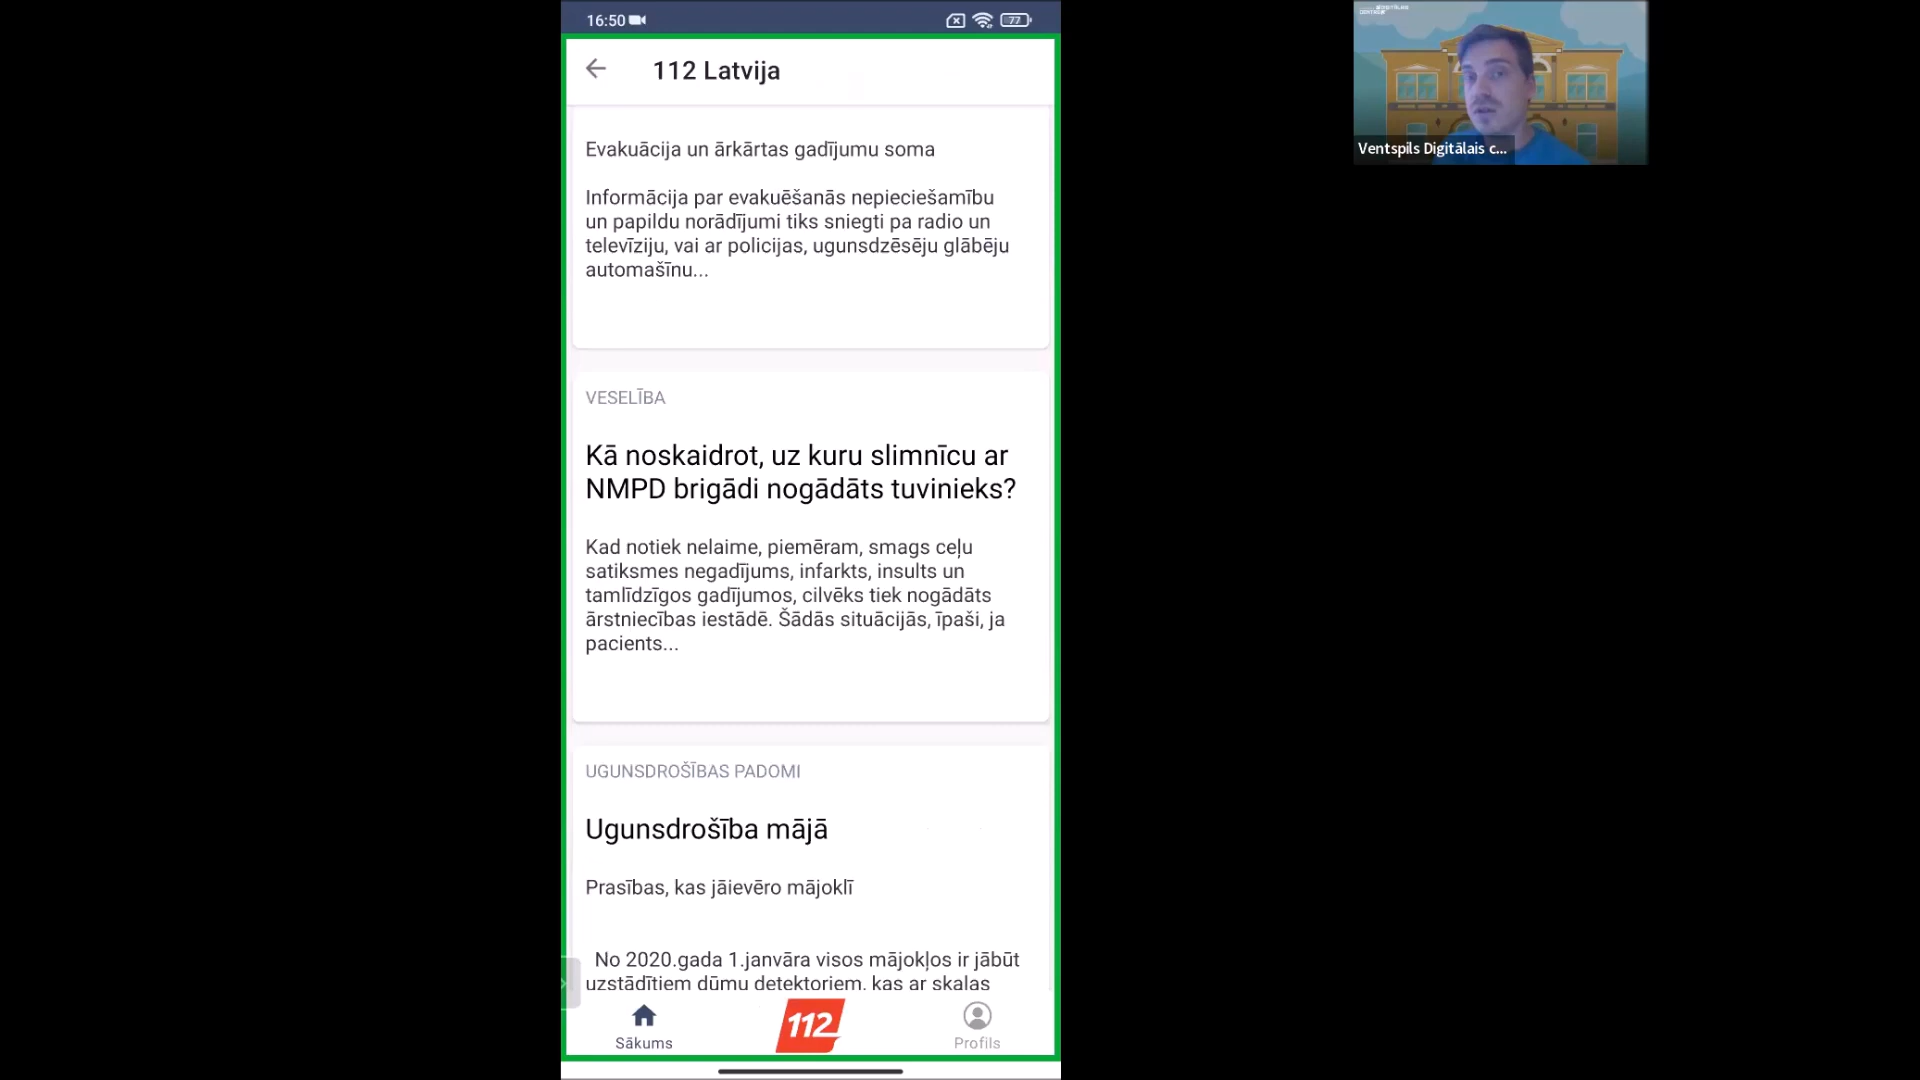 16:50
77
112 Latvija
Evakuācija un ārkārtas gadījumu soma
Informācija par evakuēšanās nepieciešamību
un papildu norādījumi tiks sniegti pa radio un
televīziju, vai ar policijas, ugunsdzēsēju glābēju
automašīnu...
VESELĪBA
Kā noskaidrot, uz kuru slimnīcu ar
NMPD brigādi nogādāts tuvinieks?
Kad notiek nelaime, piemēram, smags ceļu
satiksmes negadījums, infarkts, insults un
tamlīdzīgos gadījumos, cilvēks tiek nogādāts
ārstniecības iestādē. Šādās situācijās, īpaši, ja
pacients...
UGUNSDROŠĪBAS PADOMI
Ugunsdrošība mājā
Prasības, kas jāievēro mājoklī
No 2020.gada 1.janvāra visos mājokļos ir jābūt
uzstādītiem dūmu detektoriem, kas ar skaļas
Sākums
112
Profils
Ventspils Digitālais c...